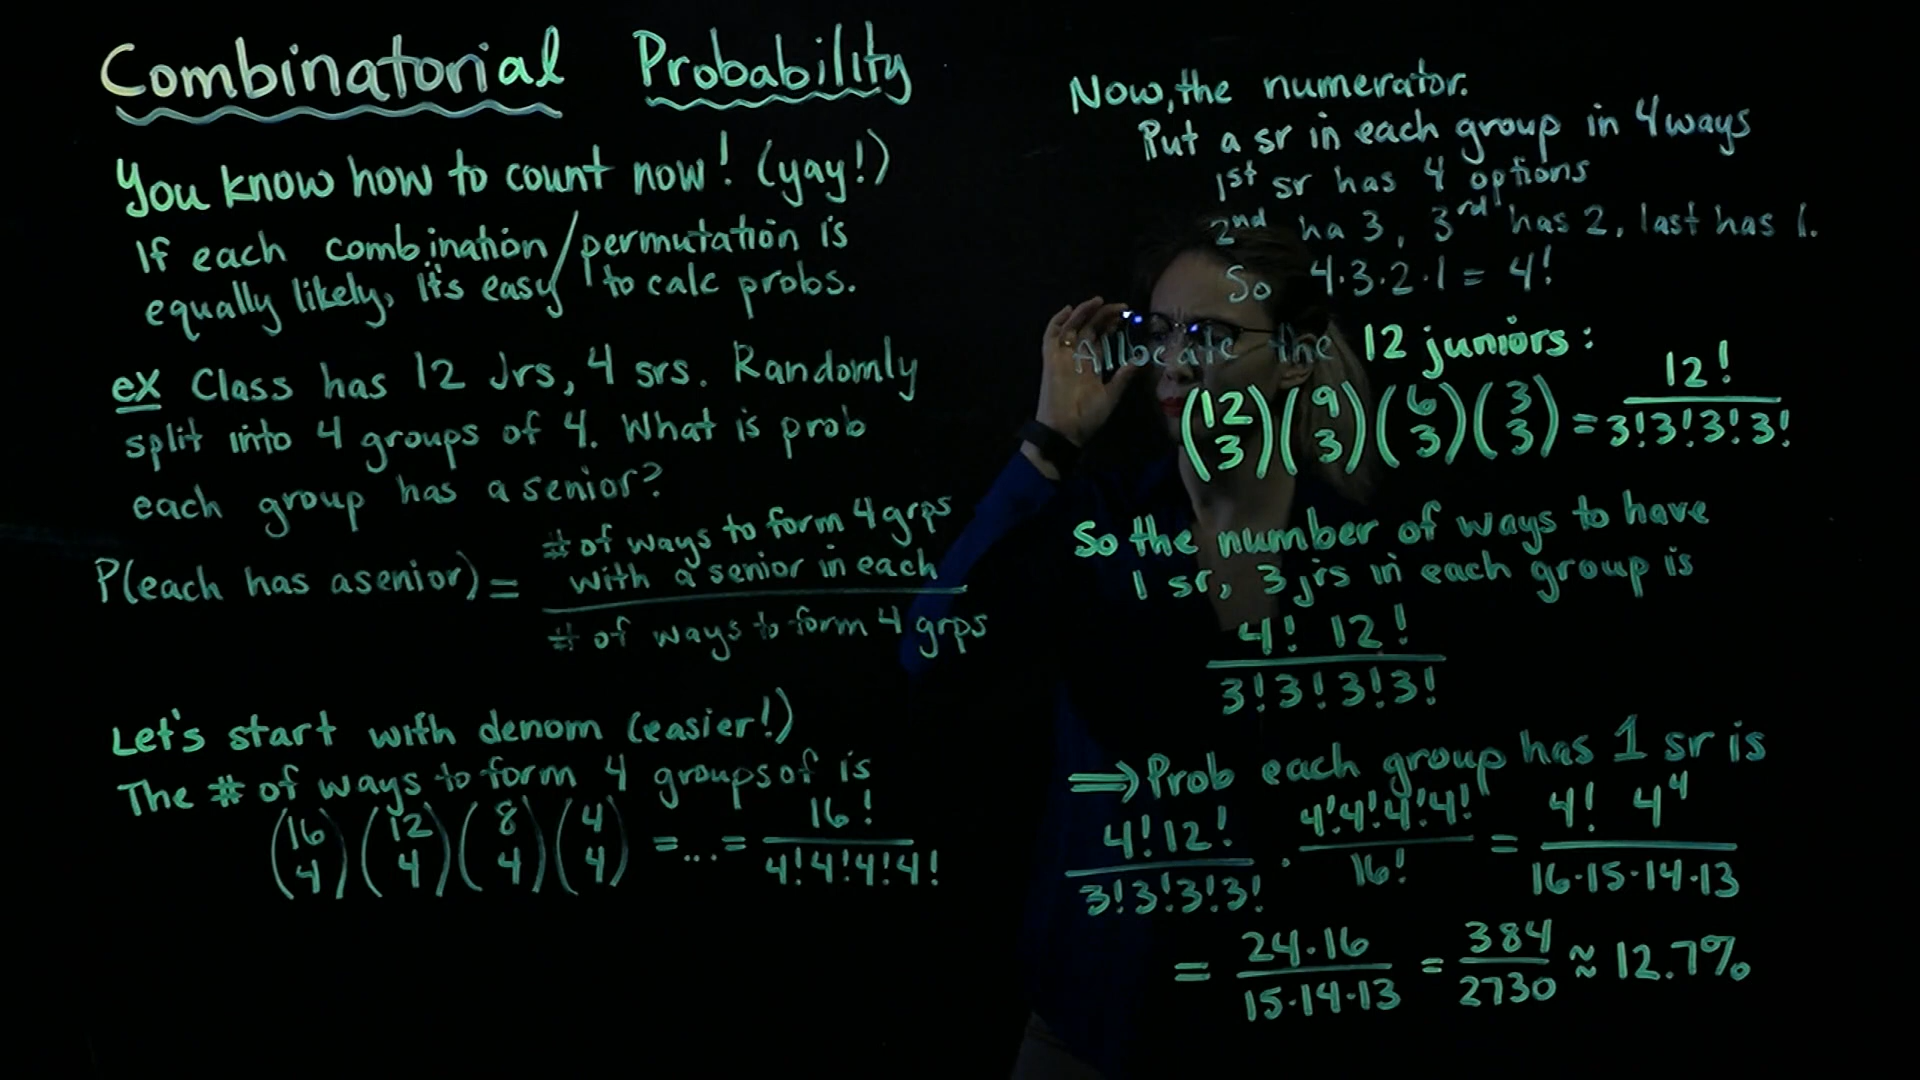 Combinatorial Probability
You know how to count now! (yay!)
If each combination/permutation is
equally likely, it's easy to calc probs.
ex Class has 12 Jrs, 4 srs. Randomly
split into 4 groups of 4. What is prob
each group has a senior?
P(each has a senior) = # of ways to form 4 grps with a senior in each / # of ways to form 4 grps
Let's start with denom (easier!)
The # of ways to form 4 groups of is
(16 4)(12 4)(8 4)(4 4) = ... = 16! / 4!4!4!4!
Now, the numerator.
Put a sr in each group in 4 ways
1st sr has 4 options
2nd ha 3, 3rd has 2, last has 1.
So 4·3·2·1 = 4!
Allocate the 12 juniors:
(12 3)(9 3)(6 3)(3 3) = 12! / 3!3!3!3!
So the number of ways to have
1 sr, 3 jrs in each group is
4! 12! / 3!3!3!3!
⟹ Prob each group has 1 sr is
4!12! / 3!3!3!3! · 4!4!4!4! / 16! = 4! 4^4 / 16·15·14·13
= 24·16 / 15·14·13 = 384 / 2730 ≈ 12.7%